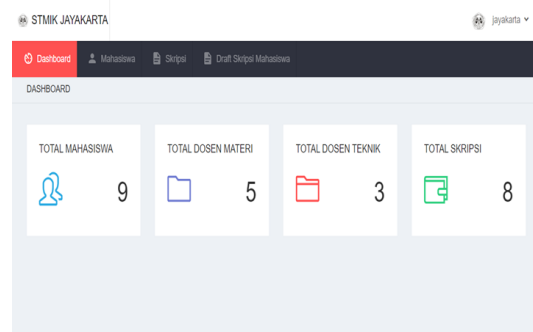 STMIK JAYAKARTA
jayakarta
Dashboard Mahasiswa Skripsi Draft Skripsi Mahasiswa
DASHBOARD
TOTAL MAHASISWA
9
TOTAL DOSEN MATERI
5
TOTAL DOSEN TEKNIK
3
TOTAL SKRIPSI
8